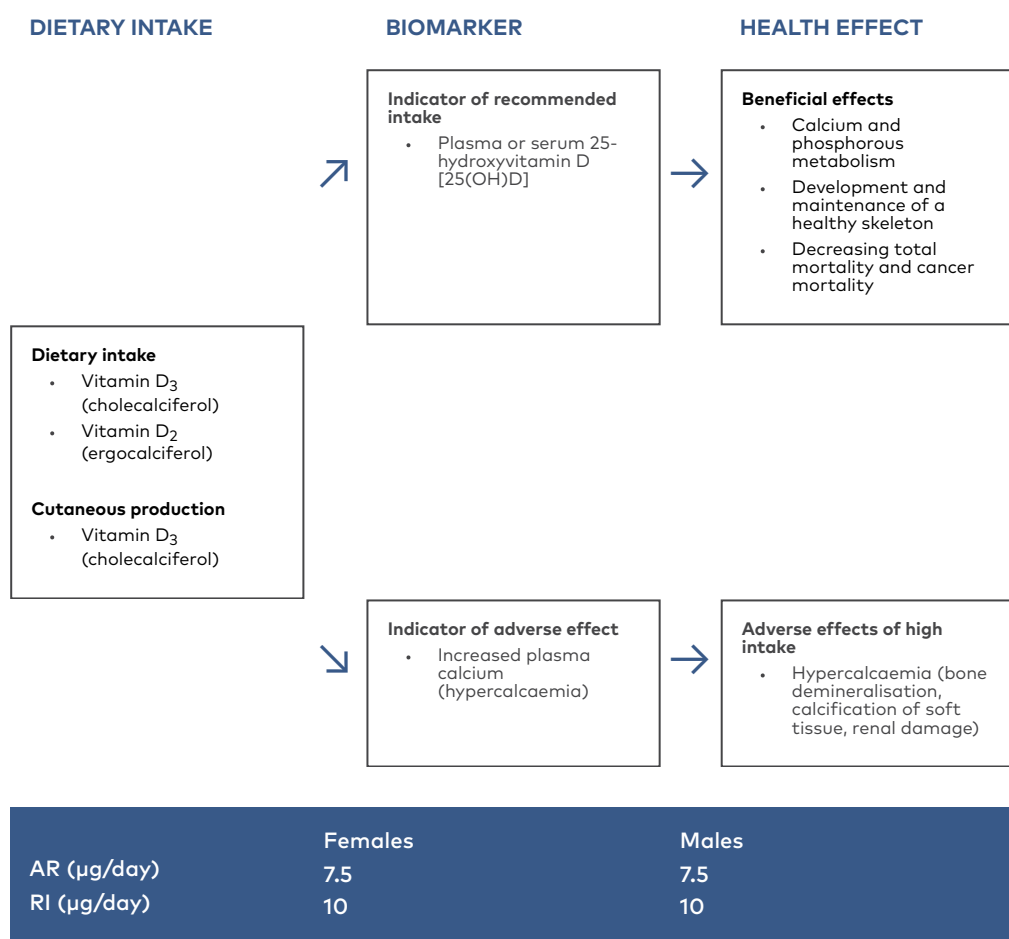 DIETARY INTAKE
BIOMARKER
HEALTH EFFECT
Indicator of recommended
intake
• Plasma or serum 25-
hydroxyvitamin D
[25(OH)D]
Beneficial effects
• Calcium and
phosphorous
metabolism
• Development and
maintenance of a
healthy skeleton
• Decreasing total
mortality and cancer
mortality
Dietary intake
• Vitamin D3
(cholecalciferol)
• Vitamin D2
(ergocalciferol)
Cutaneous production
• Vitamin D3
(cholecalciferol)
Indicator of adverse effect
• Increased plasma
calcium
(hypercalcaemia)
Adverse effects of high
intake
• Hypercalcaemia (bone
demineralisation,
calcification of soft
tissue, renal damage)
Females Males
AR (µg/day) 7.5 7.5
RI (µg/day) 10 10